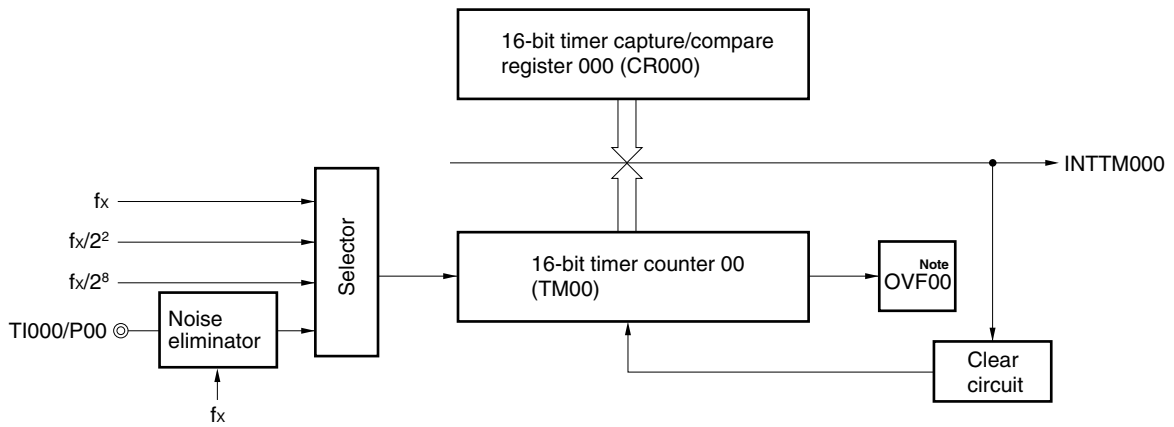 16-bit timer capture/compare
register 000 (CR000)
INTTM000
fx
fx/2²
fx/2⁸
TI000/P00
Noise
eliminator
fx
Selector
16-bit timer counter 00
(TM00)
Note
OVF00
Clear
circuit